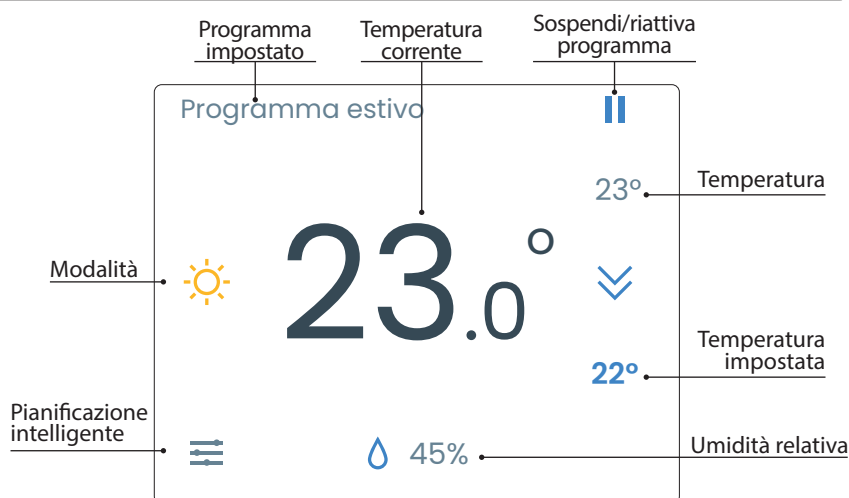 Programma
impostato
Temperatura
corrente
Sospendi/riattiva
programma
Programma estivo
23°
Temperatura
Modalità
23.0°
Temperatura
impostata
22°
Pianificazione
intelligente
45%
Umidità relativa